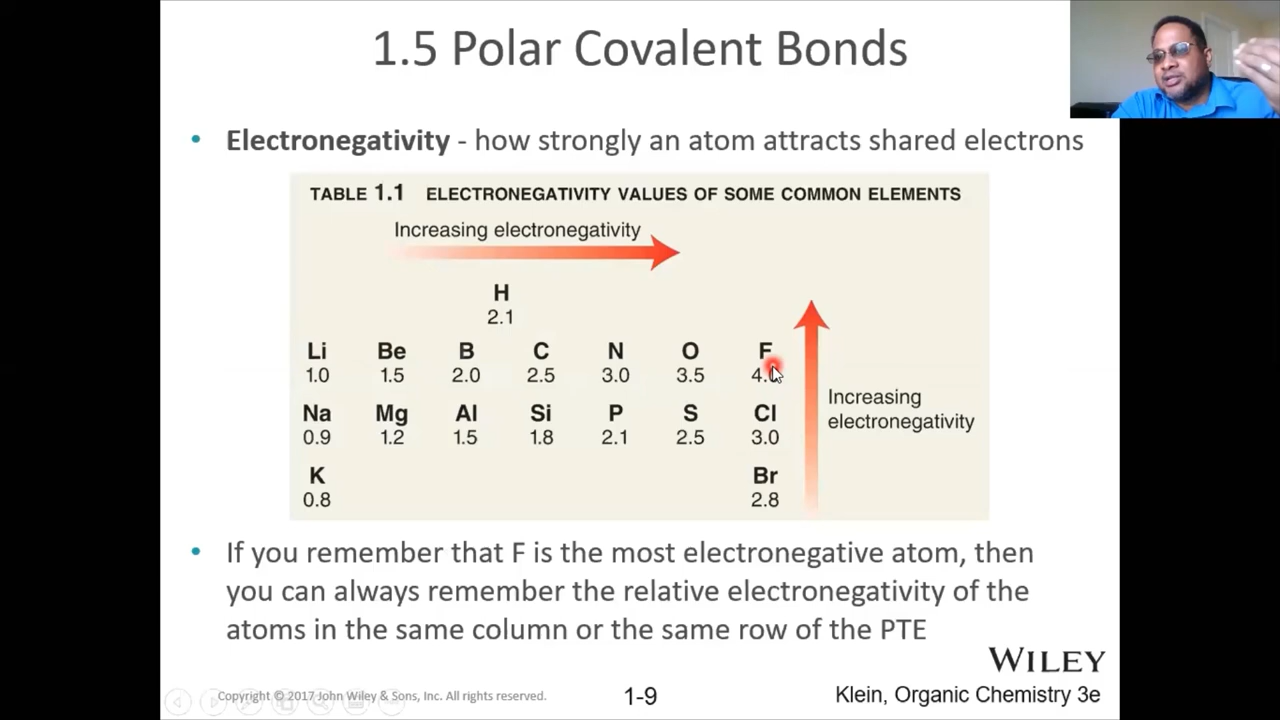 1.5 Polar Covalent Bonds
• Electronegativity - how strongly an atom attracts shared electrons
TABLE 1.1 ELECTRONEGATIVITY VALUES OF SOME COMMON ELEMENTS
Increasing electronegativity
H
2.1
Li Be B C N O F
1.0 1.5 2.0 2.5 3.0 3.5
Na Mg Al Si P S Cl
0.9 1.2 1.5 1.8 2.1 2.5 3.0
K Br
0.8 2.8
Increasing
electronegativity
• If you remember that F is the most electronegative atom, then
you can always remember the relative electronegativity of the
atoms in the same column or the same row of the PTE
WILEY
Copyright © 2017 John Wiley & Sons, Inc. All rights reserved.
1-9
Klein, Organic Chemistry 3e